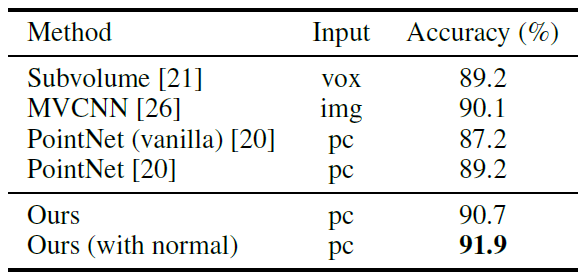 Method Input Accuracy (%)
Subvolume [21] vox 89.2
MVCNN [26] img 90.1
PointNet (vanilla) [20] pc 87.2
PointNet [20] pc 89.2
Ours pc 90.7
Ours (with normal) pc 91.9